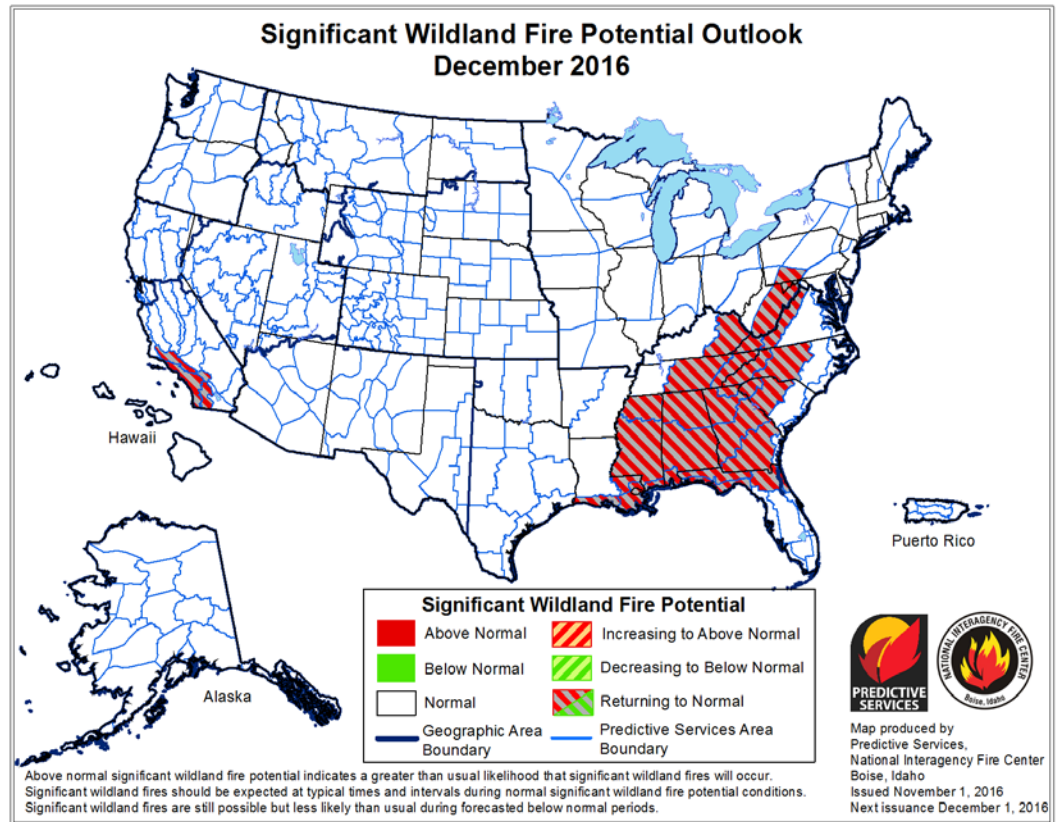 Significant Wildland Fire Potential Outlook
December 2016
Hawaii
Alaska
Puerto Rico
Significant Wildland Fire Potential
Above Normal
Increasing to Above Normal
Below Normal
Decreasing to Below Normal
Normal
Returning to Normal
Geographic Area
Boundary
Predictive Services Area
Boundary
PREDICTIVE
SERVICES
NATIONAL INTERAGENCY FIRE CENTER
Boise, Idaho
Map produced by
Predictive Services,
National Interagency Fire Center
Boise, Idaho
Issued November 1, 2016
Next issuance December 1, 2016
Above normal significant wildland fire potential indicates a greater than usual likelihood that significant wildland fires will occur.
Significant wildland fires should be expected at typical times and intervals during normal significant wildland fire potential conditions.
Significant wildland fires are still possible but less likely than usual during forecasted below normal periods.